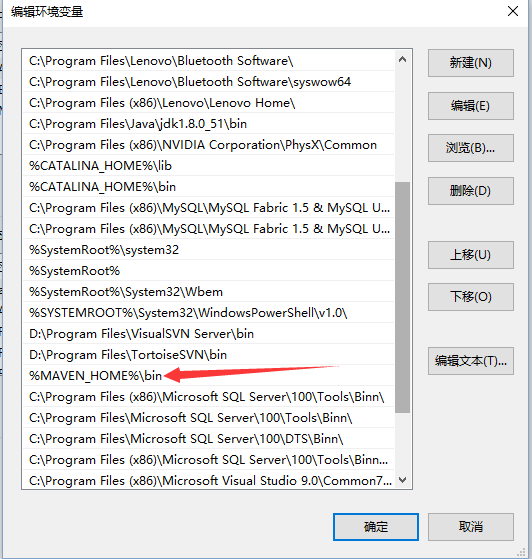 编辑环境变量
C:\Program Files\Lenovo\Bluetooth Software\
C:\Program Files\Lenovo\Bluetooth Software\syswow64
C:\Program Files (x86)\Lenovo\Lenovo Home\
C:\Program Files\Java\jdk1.8.0_51\bin
C:\Program Files (x86)\NVIDIA Corporation\PhysX\Common
%CATALINA_HOME%\lib
%CATALINA_HOME%\bin
C:\Program Files (x86)\MySQL\MySQL Fabric 1.5 & MySQL U...
C:\Program Files (x86)\MySQL\MySQL Fabric 1.5 & MySQL U...
%SystemRoot%\system32
%SystemRoot%
%SystemRoot%\System32\Wbem
%SYSTEMROOT%\System32\WindowsPowerShell\v1.0\
D:\Program Files\VisualSVN Server\bin
D:\Program Files\TortoiseSVN\bin
%MAVEN_HOME%\bin
C:\Program Files (x86)\Microsoft SQL Server\100\Tools\Binn\
C:\Program Files\Microsoft SQL Server\100\Tools\Binn\
C:\Program Files\Microsoft SQL Server\100\DTS\Binn\
C:\Program Files (x86)\Microsoft SQL Server\100\Tools\Binn...
C:\Program Files (x86)\Microsoft Visual Studio 9.0\Common7...
新建(N)
编辑(E)
浏览(B)...
删除(D)
上移(U)
下移(O)
编辑文本(T)...
确定
取消